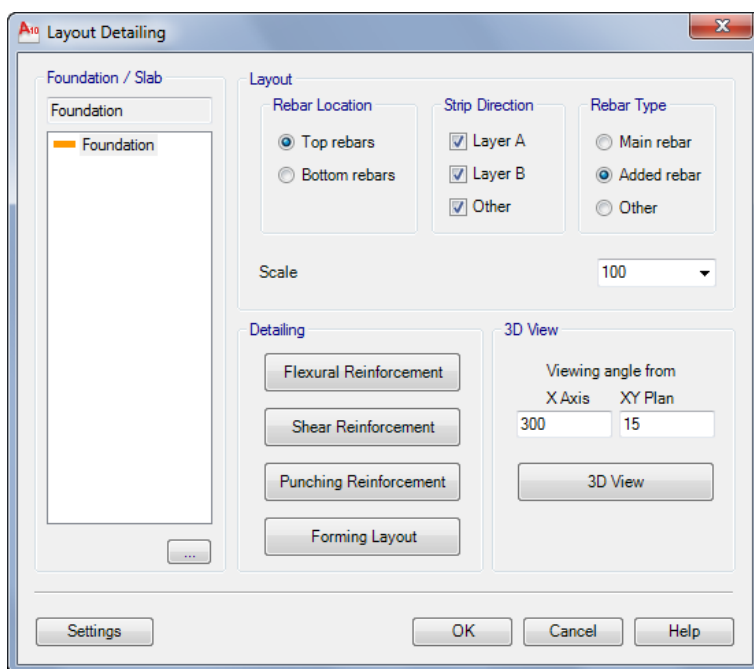 A10 Layout Detailing
Foundation / Slab
Foundation
Foundation
...
Layout
Rebar Location
Top rebars
Bottom rebars
Strip Direction
Layer A
Layer B
Other
Rebar Type
Main rebar
Added rebar
Other
Scale
100
Detailing
Flexural Reinforcement
Shear Reinforcement
Punching Reinforcement
Forming Layout
3D View
Viewing angle from
X Axis XY Plan
300 15
3D View
Settings OK Cancel Help